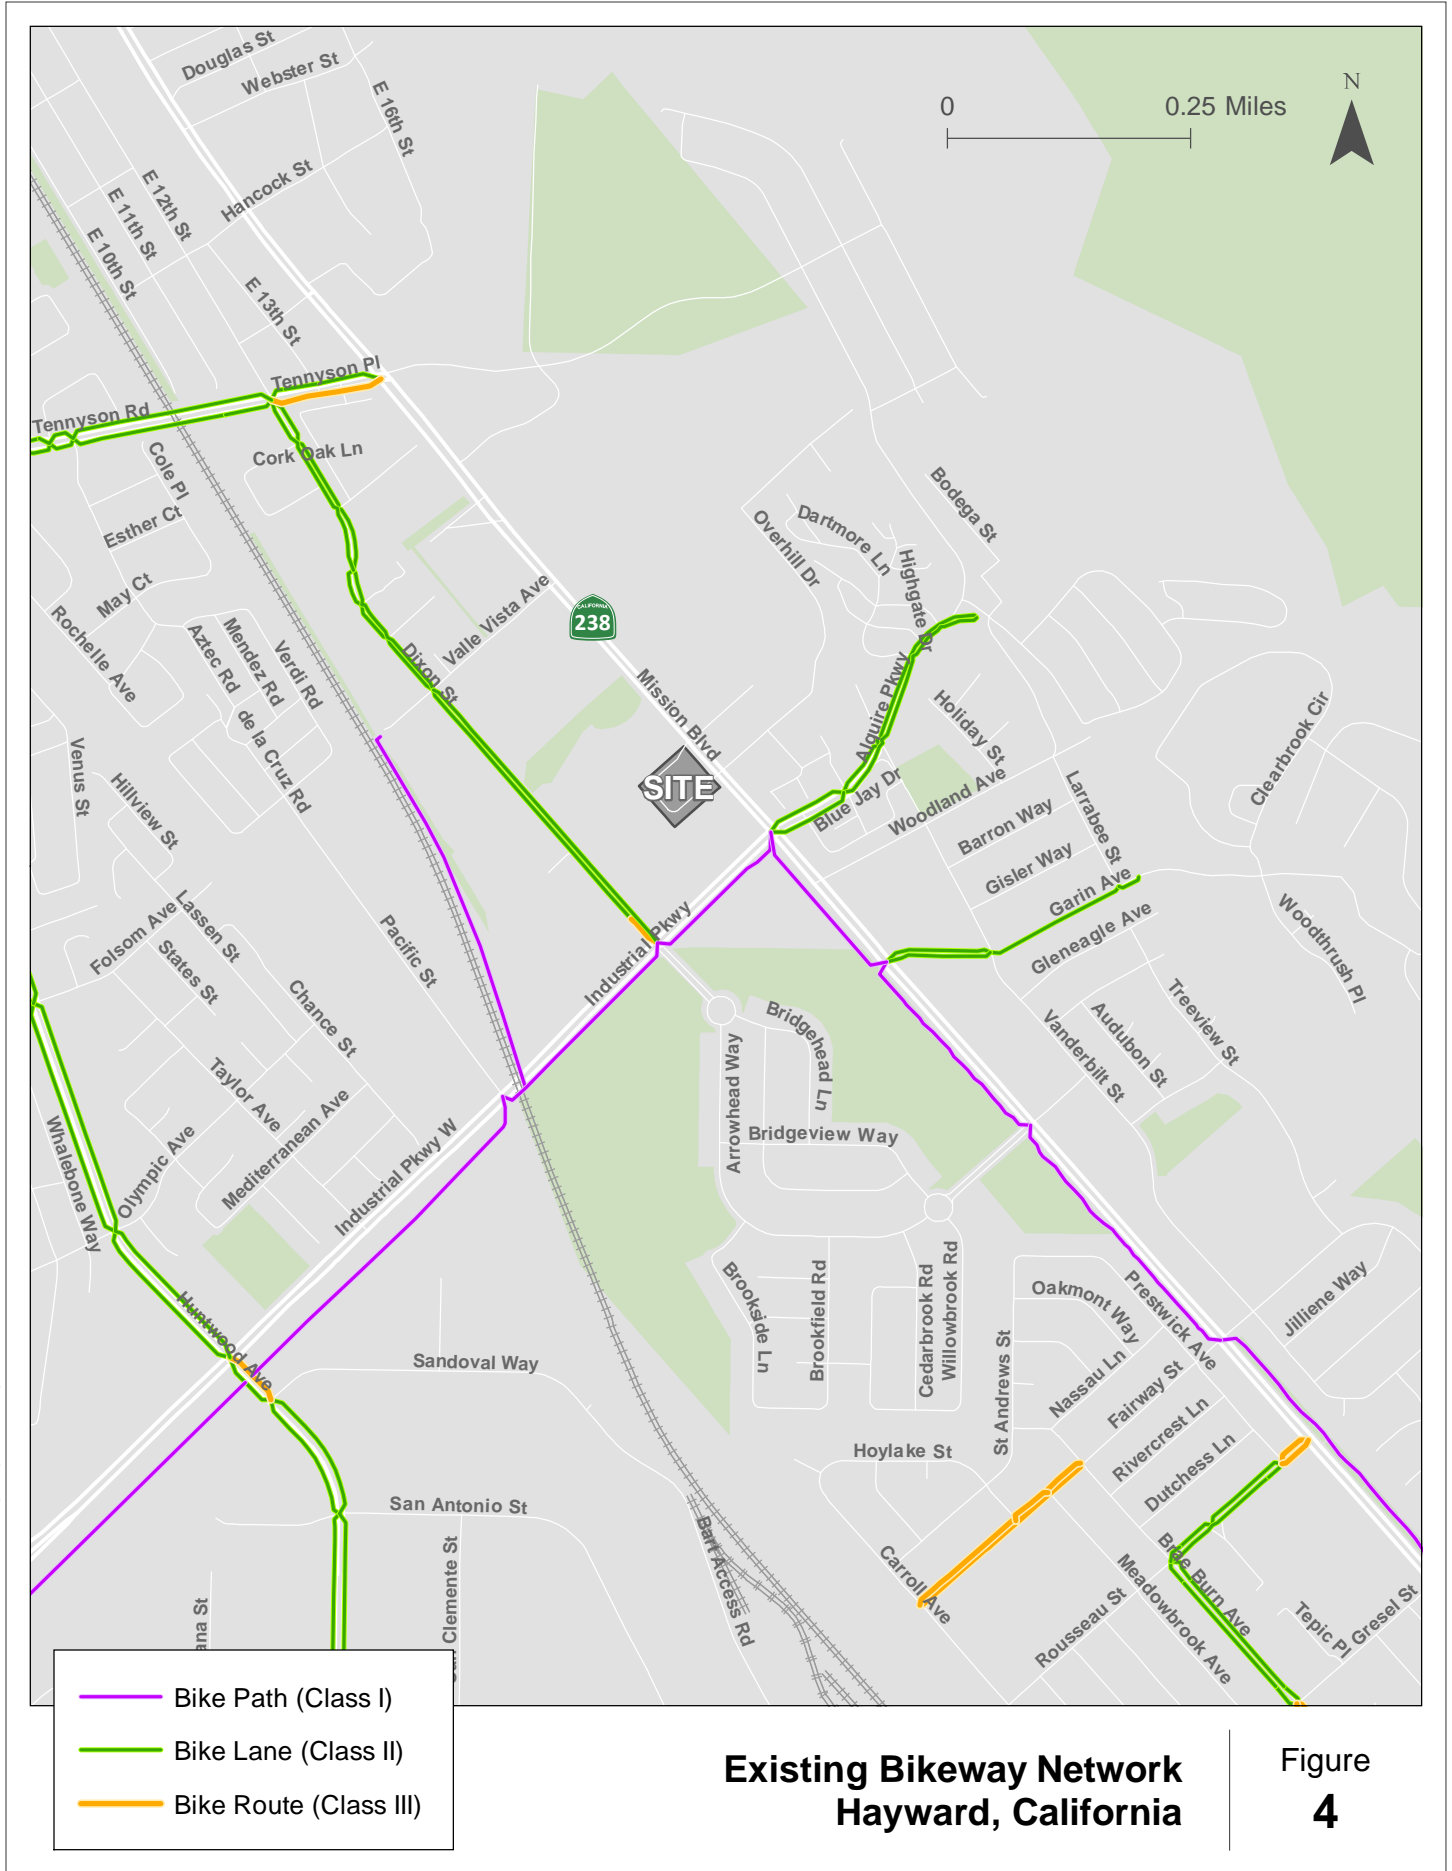 Douglas St
Webster St
E 16th St
0
0.25 Miles
N
Hancock St
E 12th St
E 11th St
E 10th St
E 13th St
Tennyson Pl
Tennyson Rd
Cork Oak Ln
Cole Pl
Esther Ct
May Ct
Rochelle Ave
Aztec Rd
Mendez Rd
Verdi Rd
de la Cruz Rd
Valle Vista Ave
Dixon St
CALIFORNIA
238
Mission Blvd
SITE
Bodega St
Dartmore Ln
Overhill Dr
Highgate Dr
Alquire Pkwy
Holiday St
Blue Jay Dr
Woodland Ave
Barron Way
Gisler Way
Larrabee St
Garin Ave
Gleneagle Ave
Clearbrook Cir
Woodthrush Pl
Venus St
Hillview St
Folsom Ave
Lassen St
States St
Pacific St
Chance St
Industrial Pkwy
Bridgehead Ln
Arrowhead Way
Bridgeview Way
Vanderbilt St
Audubon St
Treeview St
Taylor Ave
Mediterranean Ave
Olympic Ave
Whalebone Way
Industrial Pkwy W
Huntwood Ave
Sandoval Way
Brookside Ln
Brookfield Rd
Cedarbrook Rd
Willowbrook Rd
St Andrews St
Oakmont Way
Prestwick Ave
Jilliene Way
Nassau Ln
Fairway St
Rivercrest Ln
Dutchess Ln
Hoylake St
San Antonio St
Clemente St
Bart Access Rd
Carroll Ave
Brae Burn Ave
Meadowbrook Ave
Rousseau St
Tepic Pl
Gresel St
ana St
Bike Path (Class I)
Bike Lane (Class II)
Bike Route (Class III)
Existing Bikeway Network
Hayward, California
Figure
4